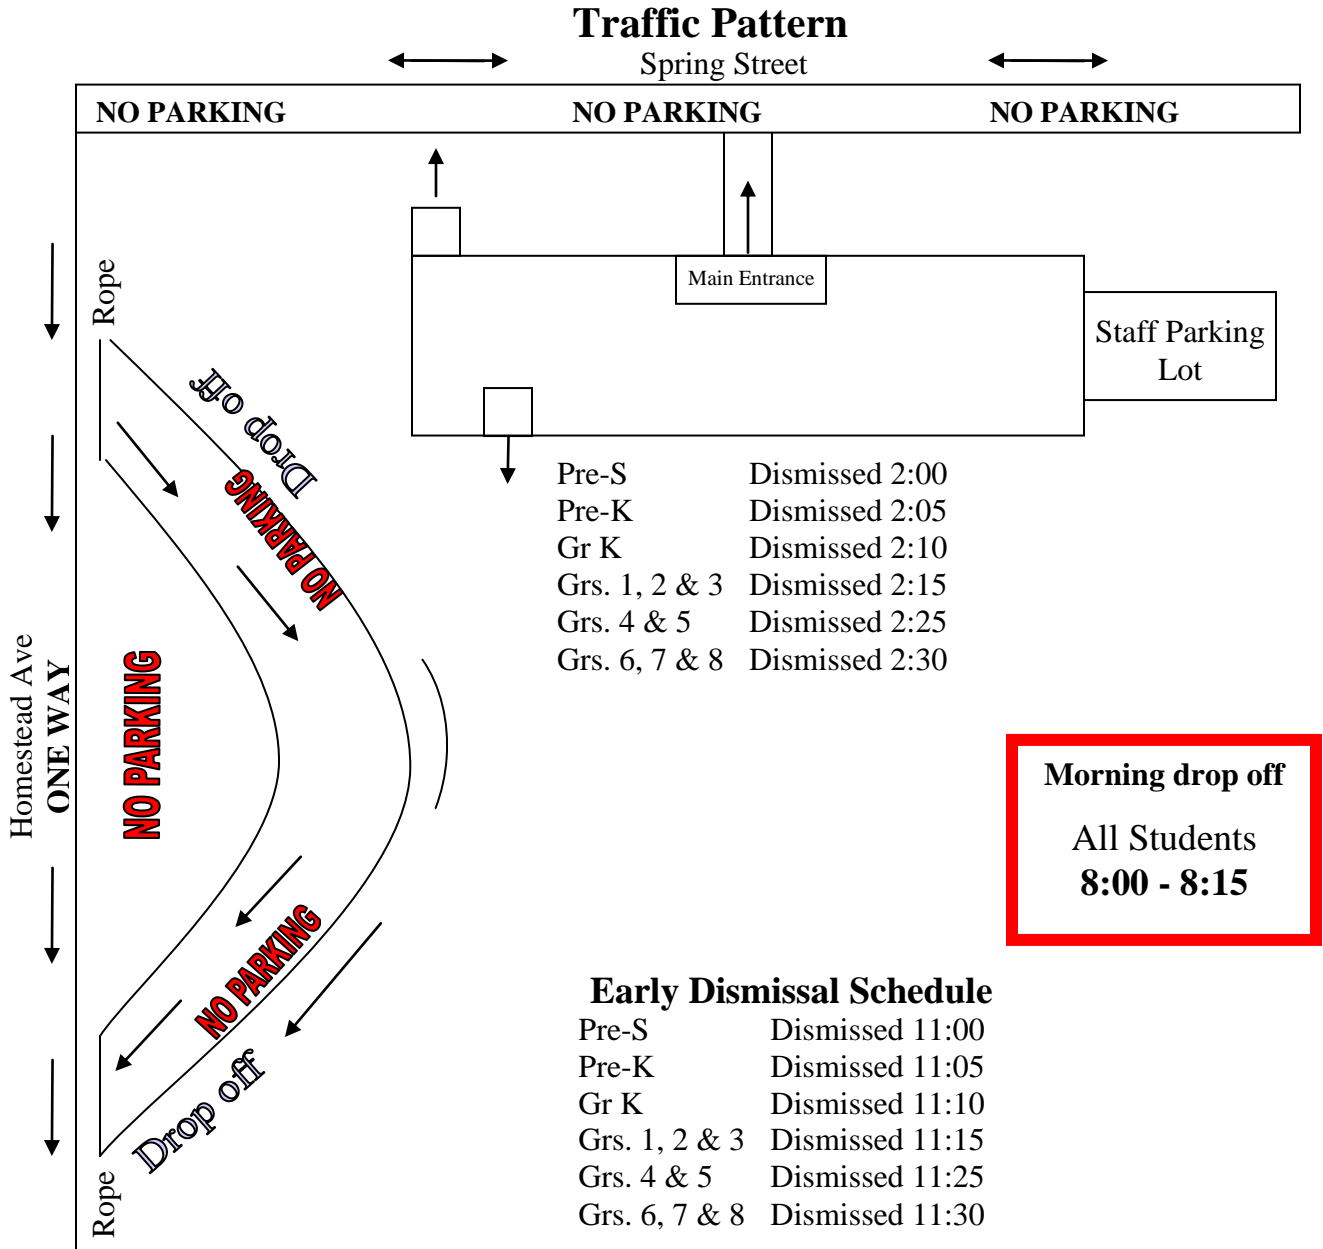 Traffic Pattern
Spring Street
NO PARKING NO PARKING NO PARKING
Main Entrance
Staff Parking
Lot
Rope
Drop off
NO PARKING
Pre-S Dismissed 2:00
Pre-K Dismissed 2:05
Gr K Dismissed 2:10
Grs. 1, 2 & 3 Dismissed 2:15
Grs. 4 & 5 Dismissed 2:25
Grs. 6, 7 & 8 Dismissed 2:30
Homestead Ave
ONE WAY
NO PARKING
Morning drop off
All Students
8:00 - 8:15
NO PARKING
Drop off
Rope
Early Dismissal Schedule
Pre-S Dismissed 11:00
Pre-K Dismissed 11:05
Gr K Dismissed 11:10
Grs. 1, 2 & 3 Dismissed 11:15
Grs. 4 & 5 Dismissed 11:25
Grs. 6, 7 & 8 Dismissed 11:30